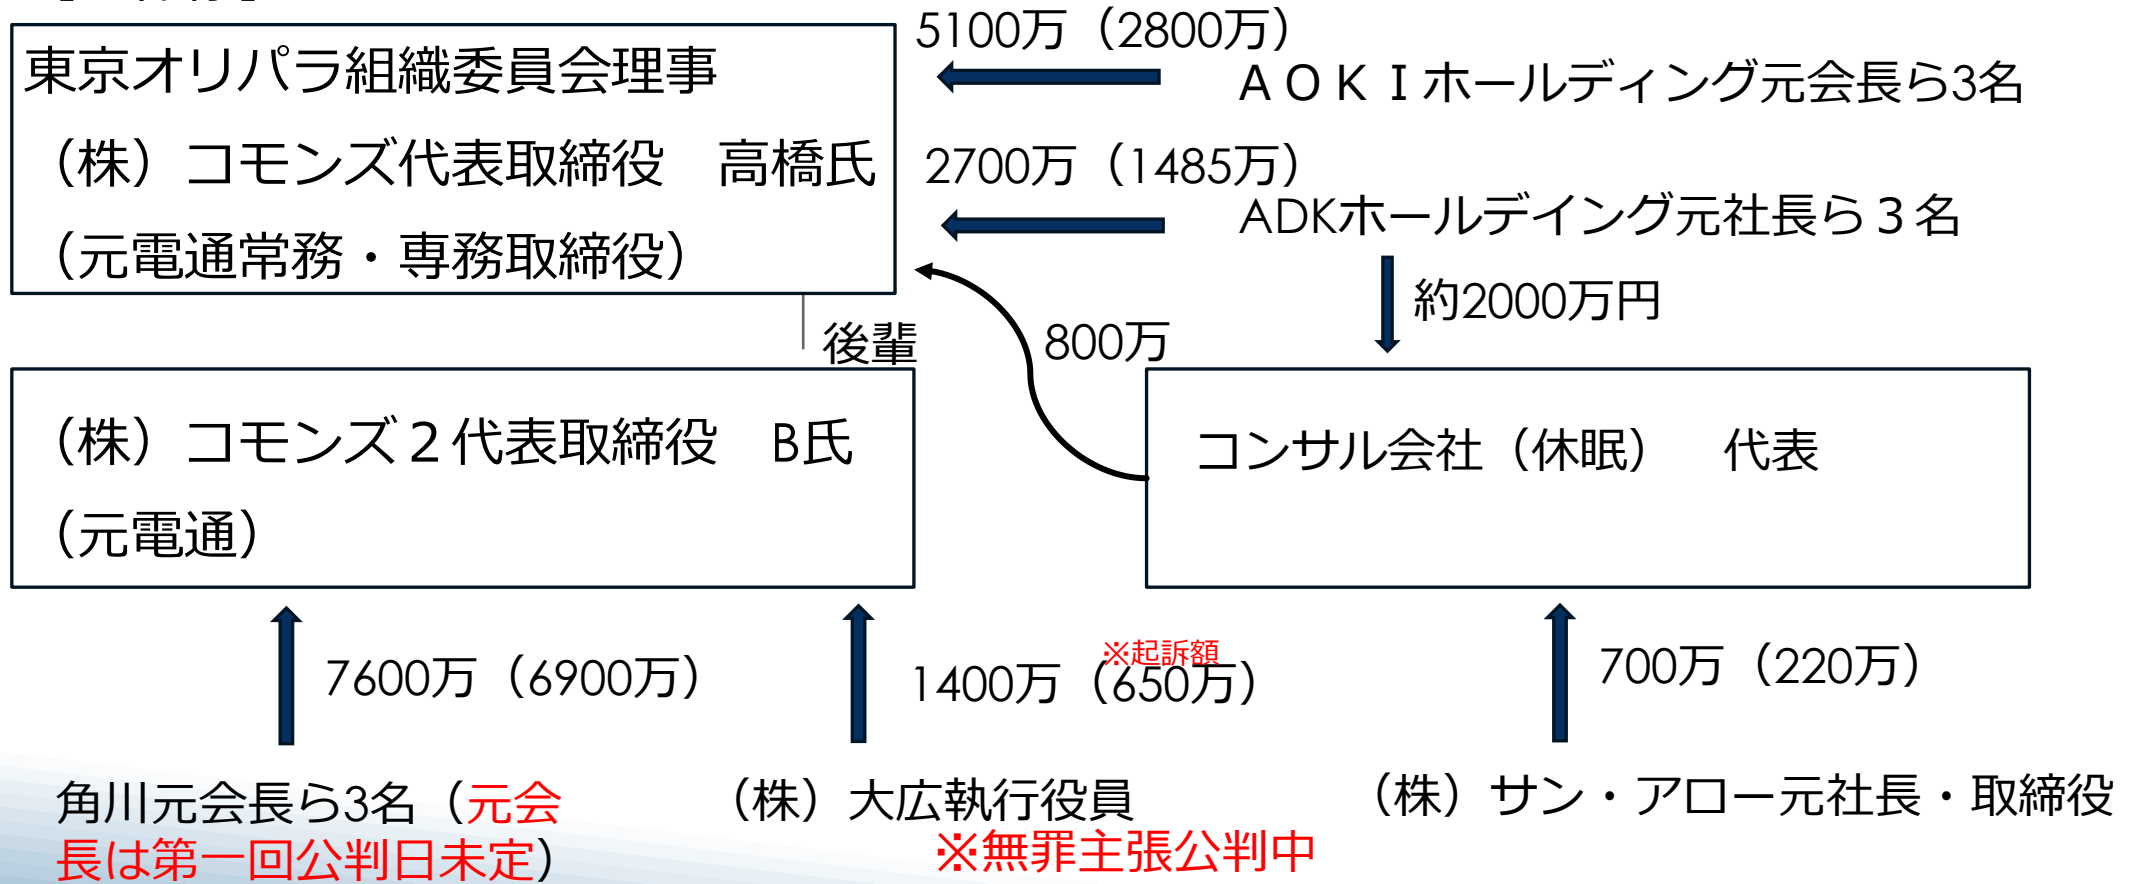 東京オリパラ組織委員会理事
（株）コモンズ代表取締役　高橋氏
（元電通常務・専務取締役）
5100万（2800万）
ＡＯＫＩホールディング元会長ら3名
2700万（1485万）
ADKホールデイング元社長ら３名
約2000万円
後輩
800万
（株）コモンズ２代表取締役　B氏
（元電通）
コンサル会社（休眠）　代表
7600万（6900万）
※起訴額
1400万（650万）
700万（220万）
角川元会長ら3名（元会
長は第一回公判日未定）
（株）大広執行役員
※無罪主張公判中
（株）サン・アロー元社長・取締役